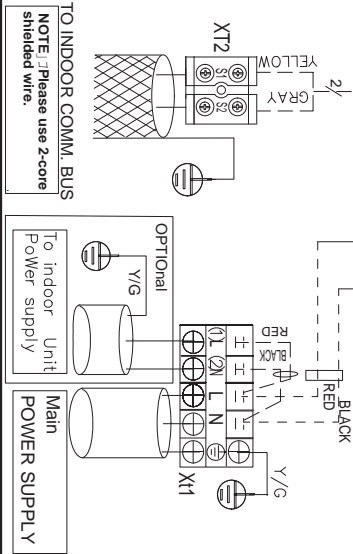 2
YELLOW
GRAY
XT2
S1
S2
TO INDOOR COMM. BUS
NOTE」Please use 2-core
shielded wire.
BLACK
RED
RED
BLACK
(1)L
(2)N
L
N
Xt1
Y/G
OPTIOnal
Y/G
To indoor Unit
PoWer supply
Main
POWER SUPPLY